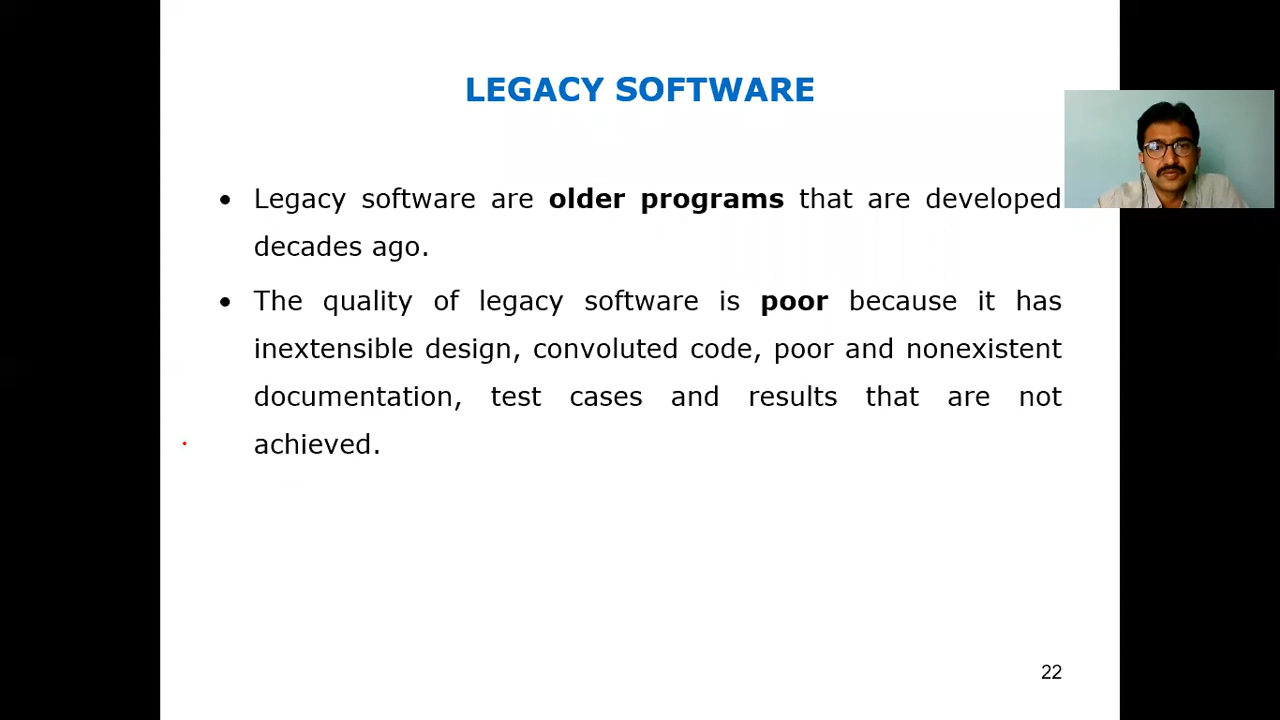 LEGACY SOFTWARE
• Legacy software are older programs that are developed
decades ago.
• The quality of legacy software is poor because it has
inextensible design, convoluted code, poor and nonexistent
documentation, test cases and results that are not
achieved.
22